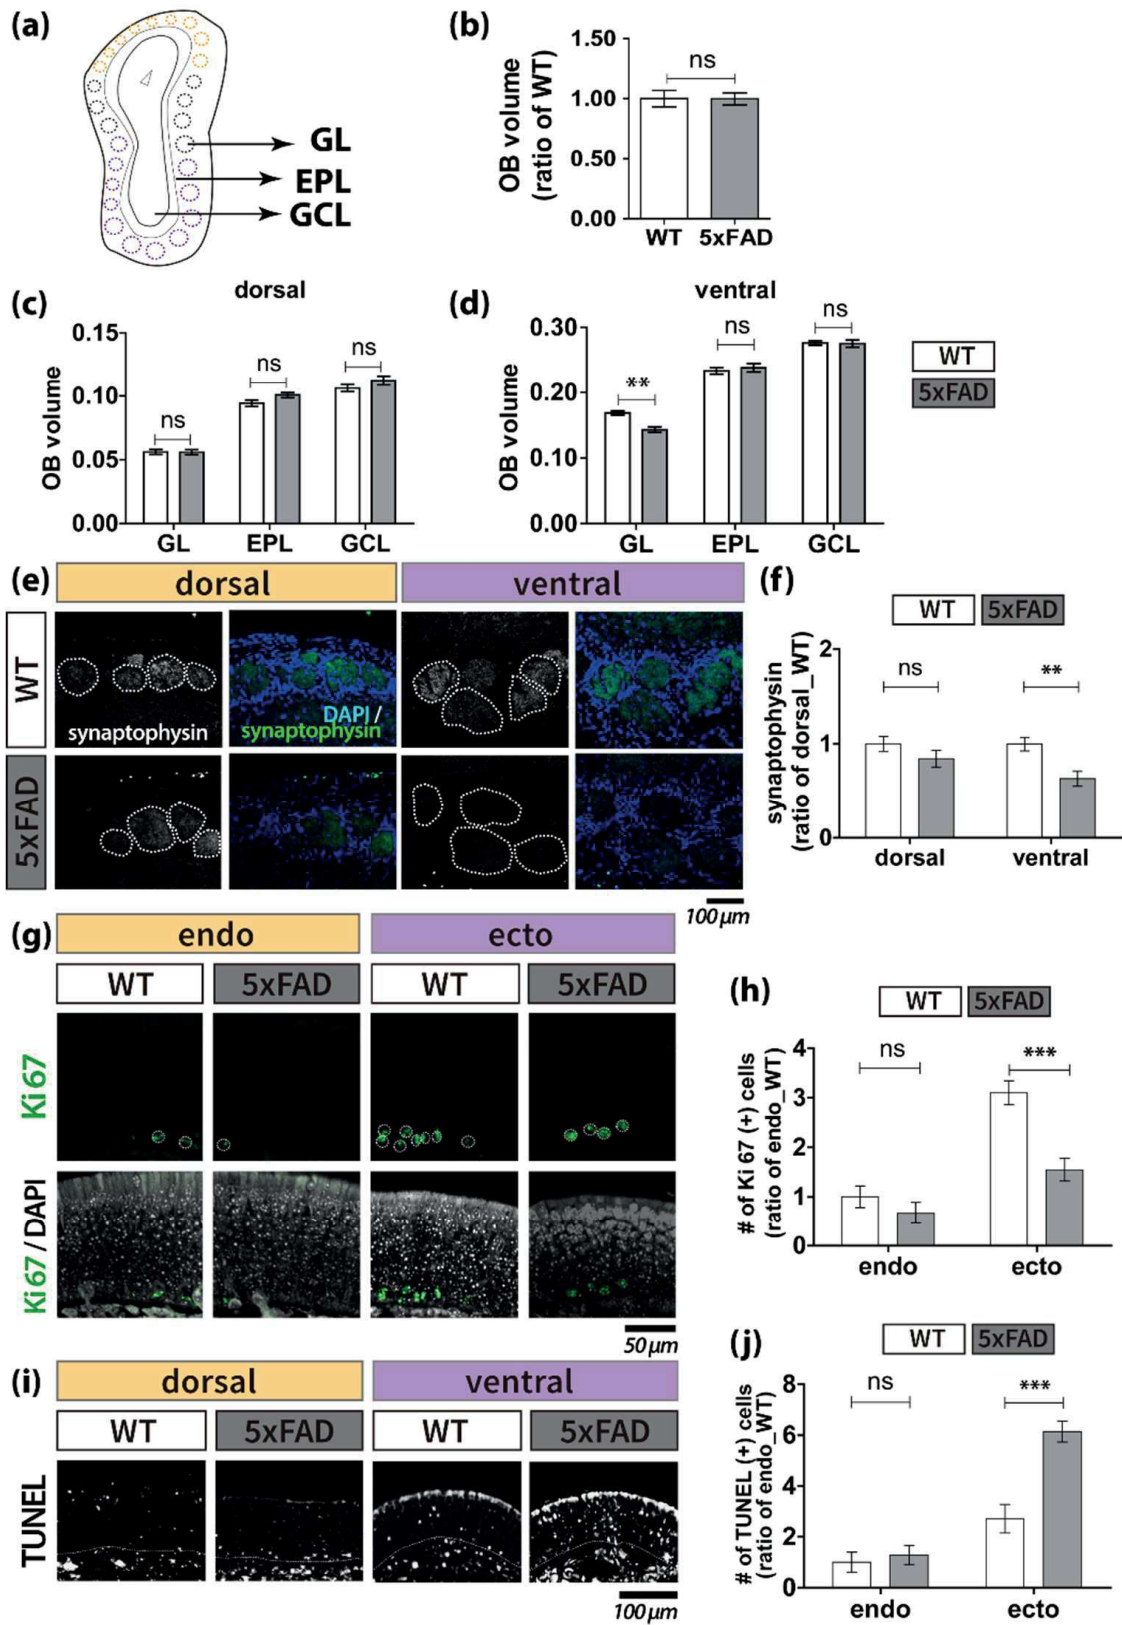 (a)
GL
EPL
GCL
(b)
OB volume
(ratio of WT)
1.50
1.00
0.50
0.00
ns
WT 5xFAD
(c)
dorsal
OB volume
0.15
0.10
0.05
0.00
ns
ns
ns
GL EPL GCL
(d)
ventral
OB volume
0.30
0.20
0.10
0.00
**
ns
ns
GL EPL GCL
WT
5xFAD
(e)
dorsal ventral
WT
synaptophysin
DAPI /
synaptophysin
5xFAD
100 µm
(f)
WT 5xFAD
synaptophysin
(ratio of dorsal_WT)
2
1
0
ns
**
dorsal ventral
(g)
endo ecto
WT 5xFAD WT 5xFAD
Ki 67
Ki 67 / DAPI
50 µm
(h)
WT 5xFAD
# of Ki 67 (+) cells
(ratio of endo_WT)
4
3
2
1
0
ns
***
endo ecto
(i)
dorsal ventral
WT 5xFAD WT 5xFAD
TUNEL
100 µm
(j)
WT 5xFAD
# of TUNEL (+) cells
(ratio of endo_WT)
8
6
4
2
0
ns
***
endo ecto